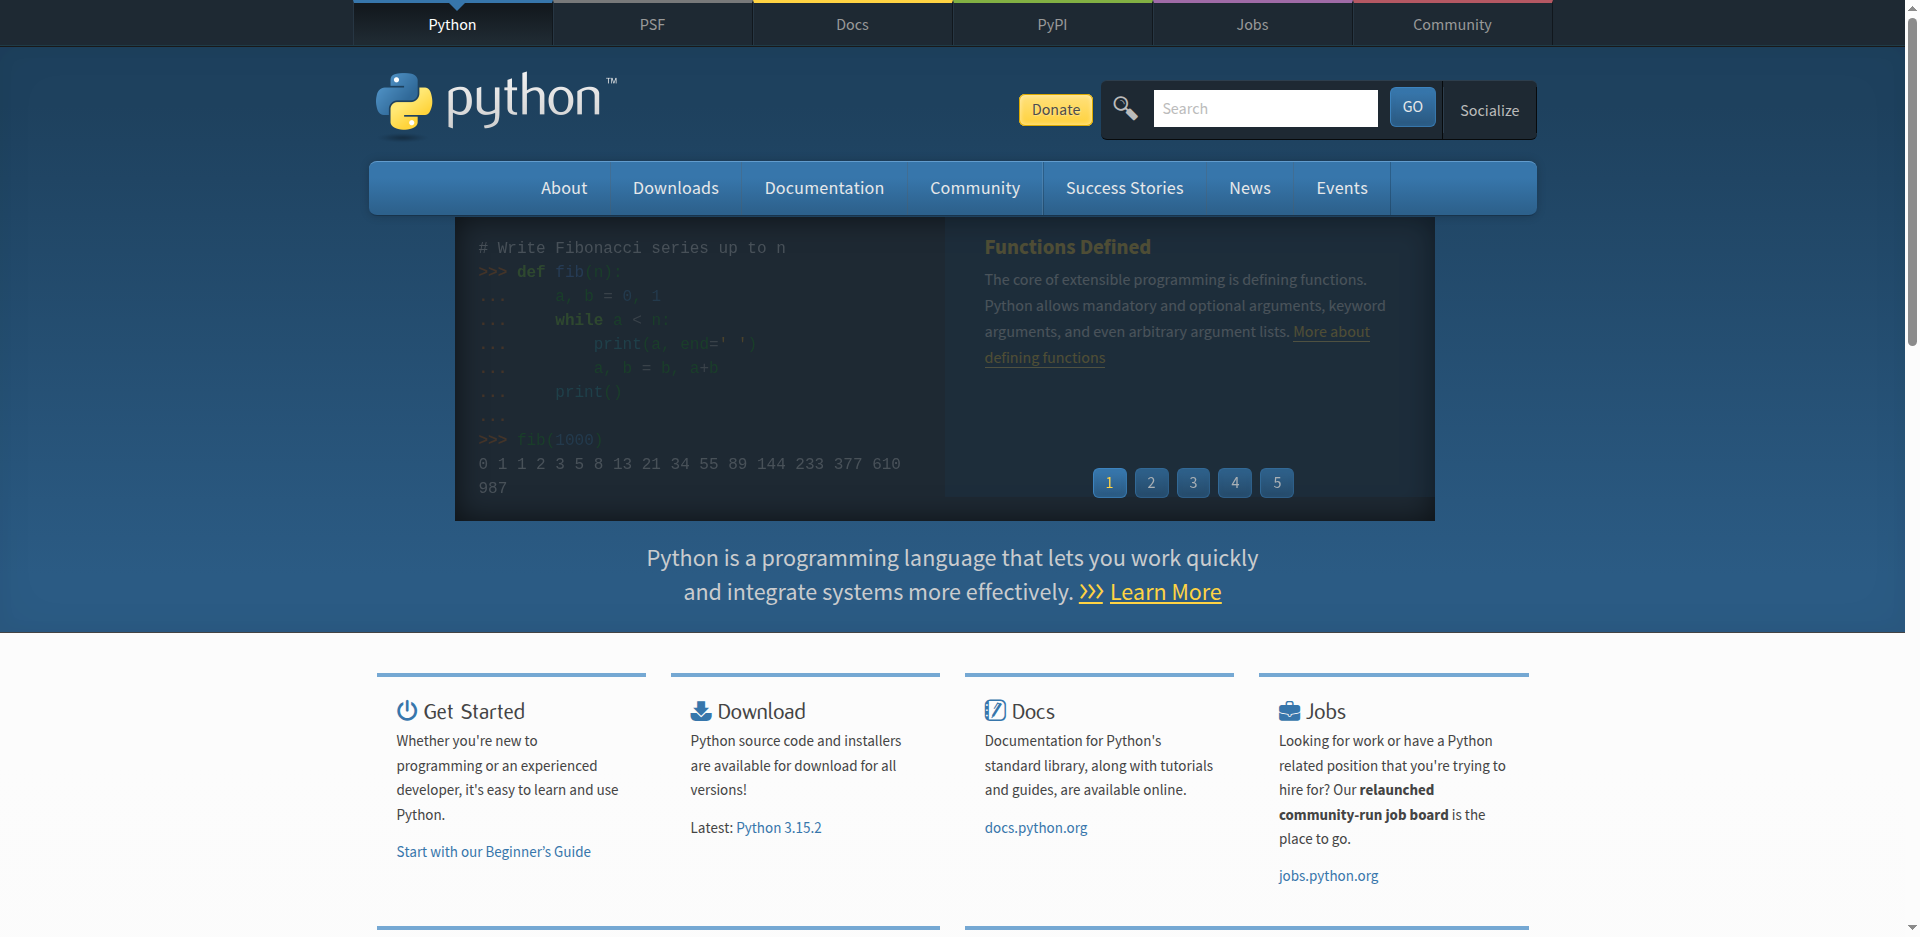 Python
PSF
Docs
PyPI
Jobs
Community
python™
Donate
Search
GO
Socialize
About
Downloads
Documentation
Community
Success Stories
News
Events
# Write Fibonacci series up to n
>>> def fib(n):
...     a, b = 0, 1
...     while a < n:
...         print(a, end=' ')
...         a, b = b, a+b
...     print()
...
>>> fib(1000)
0 1 1 2 3 5 8 13 21 34 55 89 144 233 377 610
987
Functions Defined
The core of extensible programming is defining functions.
Python allows mandatory and optional arguments, keyword
arguments, and even arbitrary argument lists. More about
defining functions
1 2 3 4 5
Python is a programming language that lets you work quickly
and integrate systems more effectively. >>> Learn More
Get Started
Whether you're new to
programming or an experienced
developer, it's easy to learn and use
Python.
Start with our Beginner’s Guide
Download
Python source code and installers
are available for download for all
versions!
Latest: Python 3.15.2
Docs
Documentation for Python's
standard library, along with tutorials
and guides, are available online.
docs.python.org
Jobs
Looking for work or have a Python
related position that you're trying to
hire for? Our relaunched
community-run job board is the
place to go.
jobs.python.org